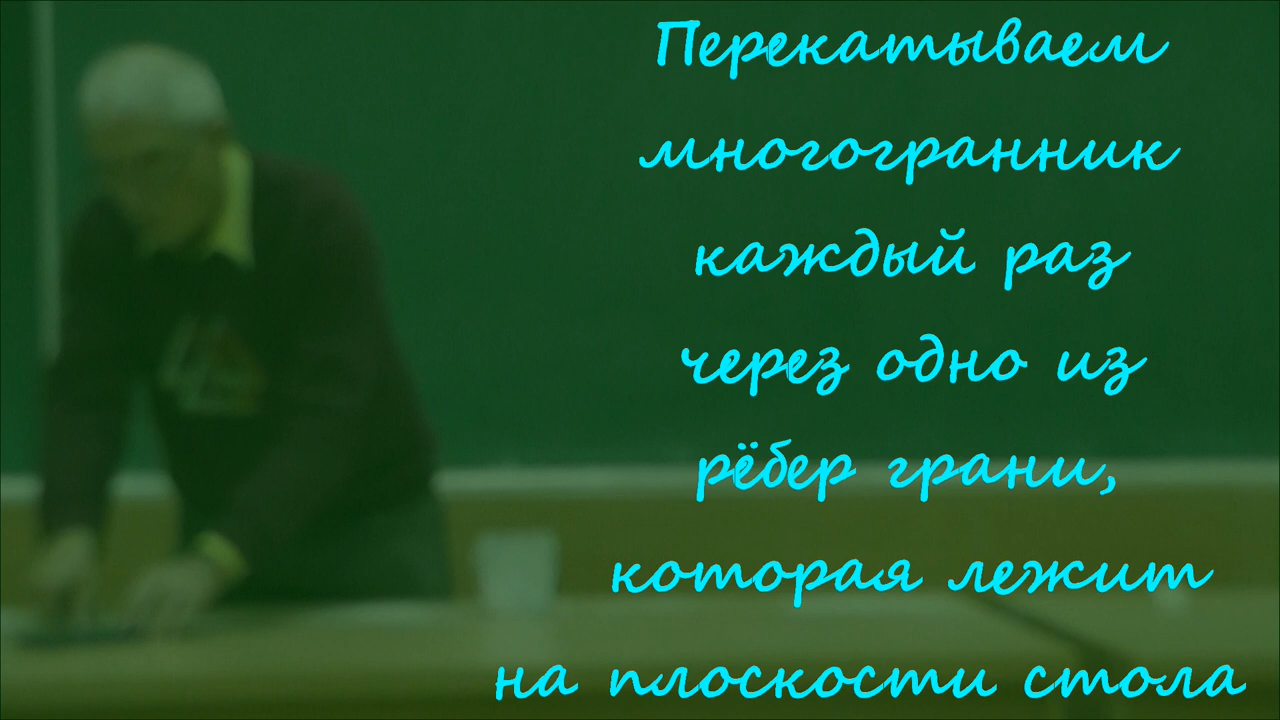 Перекатываем
многогранник
каждый раз
через одно из
рёбер грани,
которая лежит
на плоскости стола